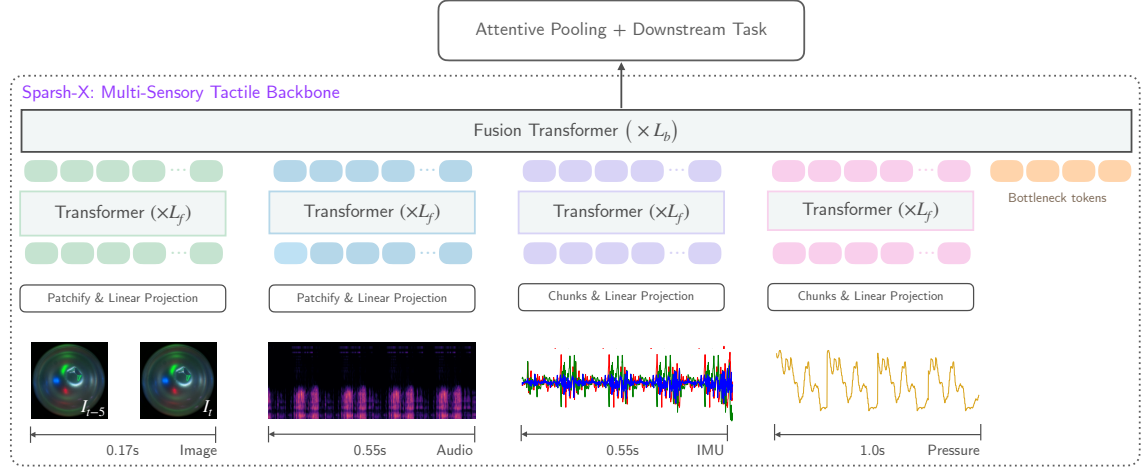 Attentive Pooling + Downstream Task
Sparsh-X: Multi-Sensory Tactile Backbone
Fusion Transformer ( × L_b )
Transformer (×L_f) Transformer (×L_f) Transformer (×L_f) Transformer (×L_f) Bottleneck tokens
Patchify & Linear Projection Patchify & Linear Projection Chunks & Linear Projection Chunks & Linear Projection
I_{t−5} I_t
0.17s Image 0.55s Audio 0.55s IMU 1.0s Pressure